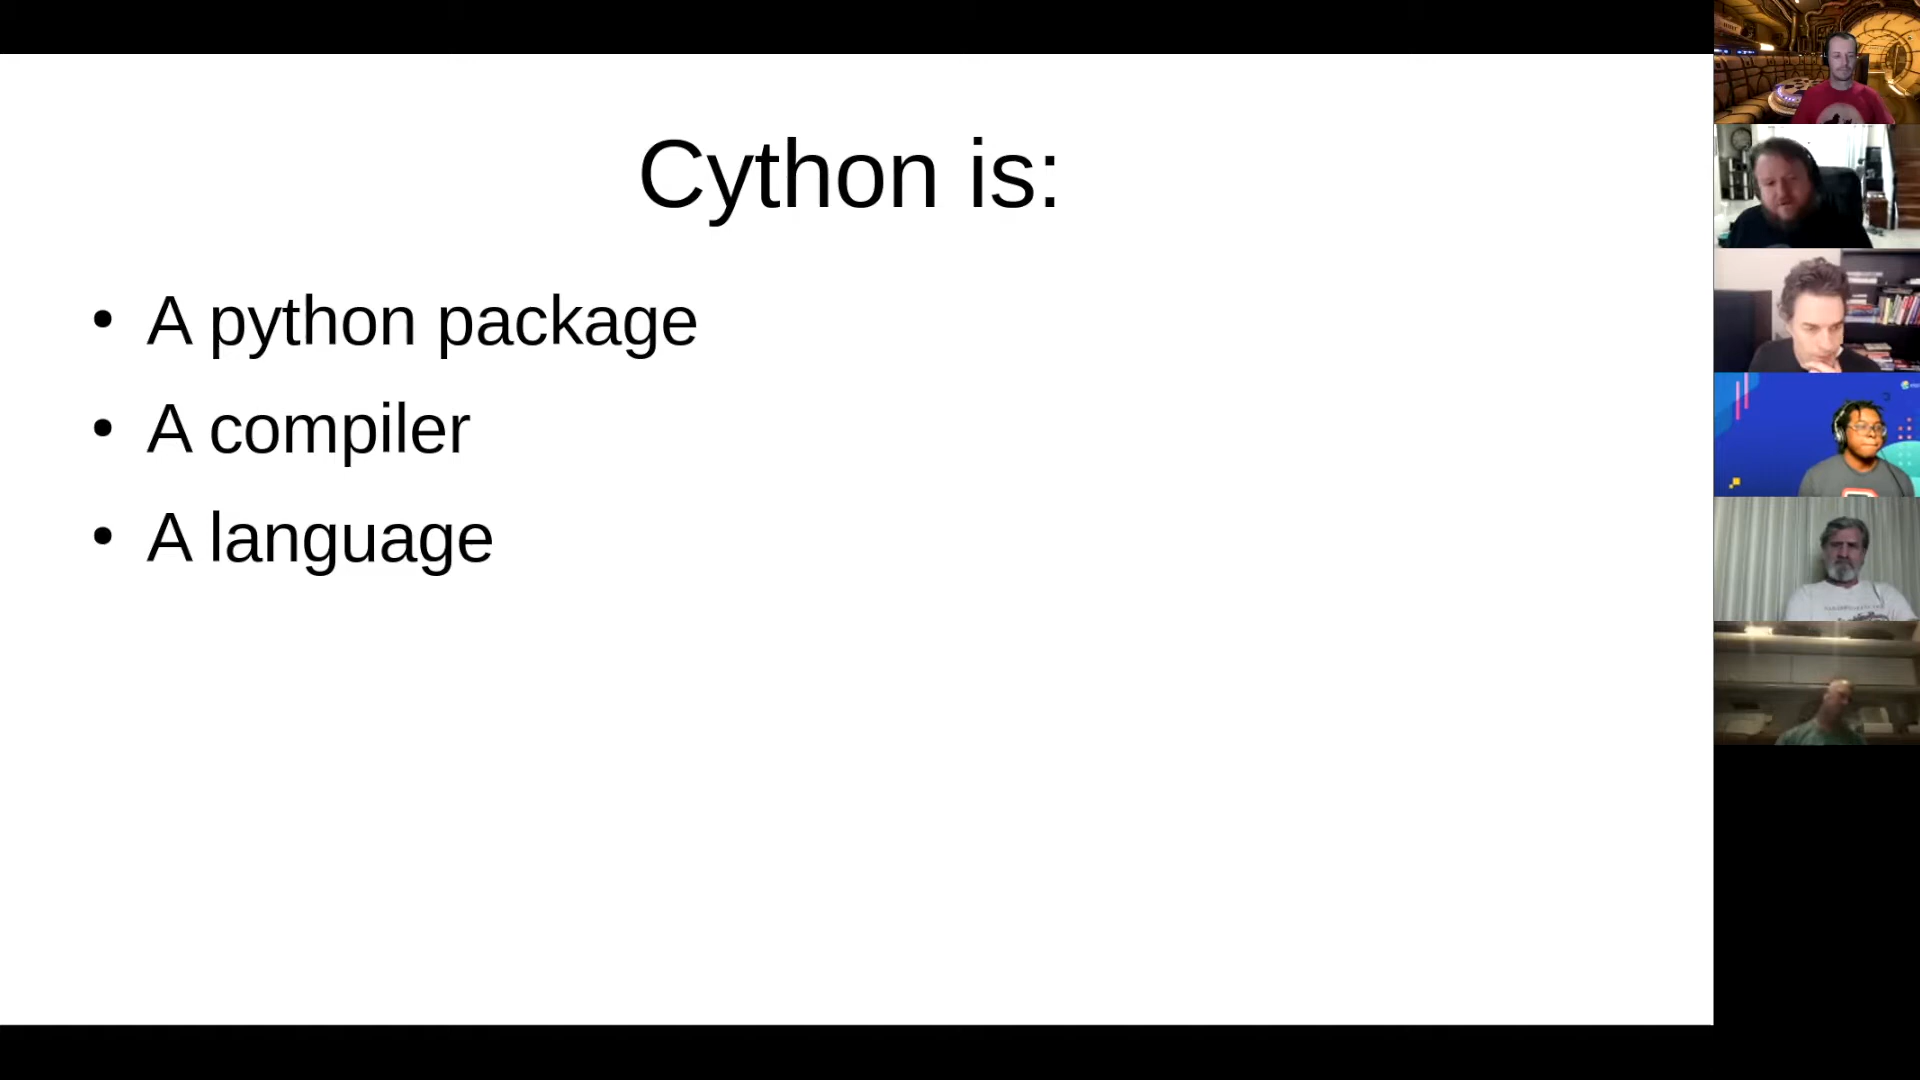 Cython is:
• A python package
• A compiler
• A language